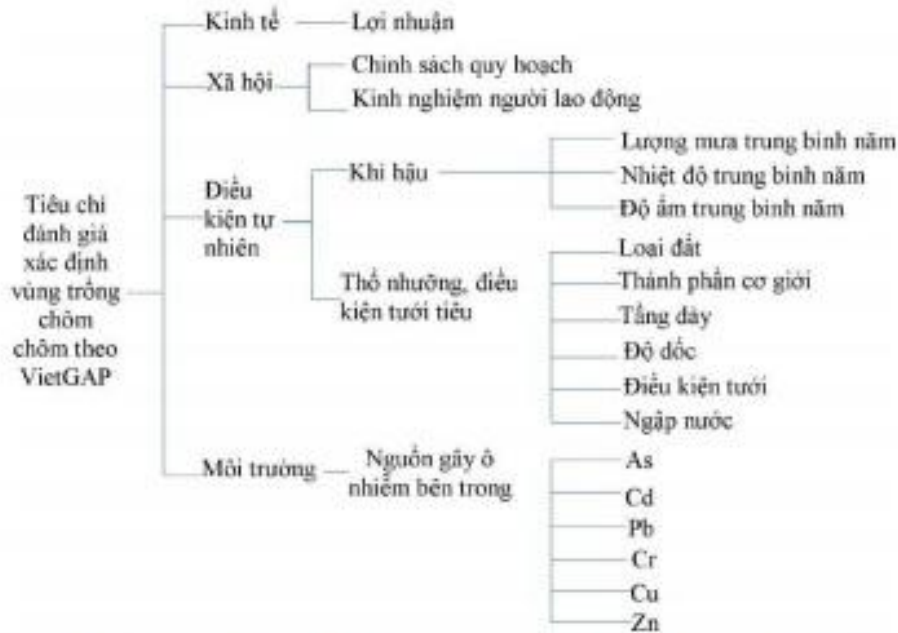 Kinh tế
Lợi nhuận
Xã hội
Chính sách quy hoạch
Kinh nghiệm người lao động
Tiêu chí
đánh giá
xác định
vùng trồng
chôm
chôm theo
VietGAP
Điều
kiện tự
nhiên
Khí hậu
Lượng mưa trung bình năm
Nhiệt độ trung bình năm
Độ ẩm trung bình năm
Thổ nhưỡng, điều
kiện tưới tiêu
Loại đất
Thành phần cơ giới
Tầng dày
Độ dốc
Điều kiện tưới
Ngập nước
Môi trường
Nguồn gây ô
nhiễm bên trong
As
Cd
Pb
Cr
Cu
Zn